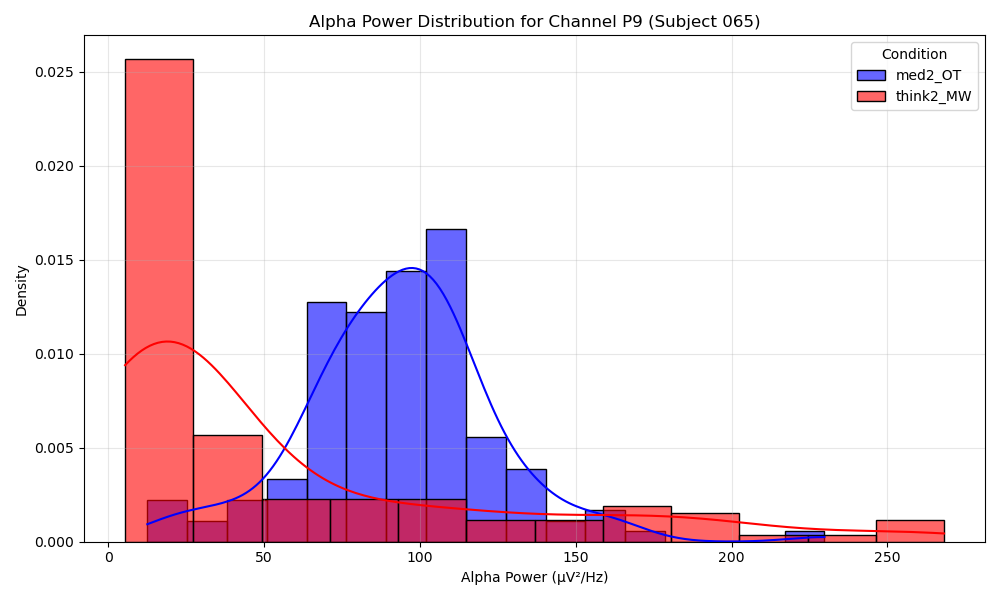 Alpha Power Distribution for Channel P9 (Subject 065)
Condition
med2_OT
think2_MW
Density
0.025
0.020
0.015
0.010
0.005
0.000
0
50
100
150
200
250
Alpha Power (μV²/Hz)